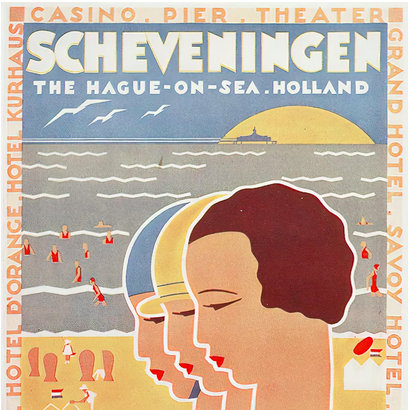 CASINO . PIER . THEATER
SCHEVENINGEN
THE HAGUE-ON-SEA . HOLLAND
HOTEL D'ORANGE . HOTEL KURHAUS
GRAND HOTEL . SAVOY HOTEL .